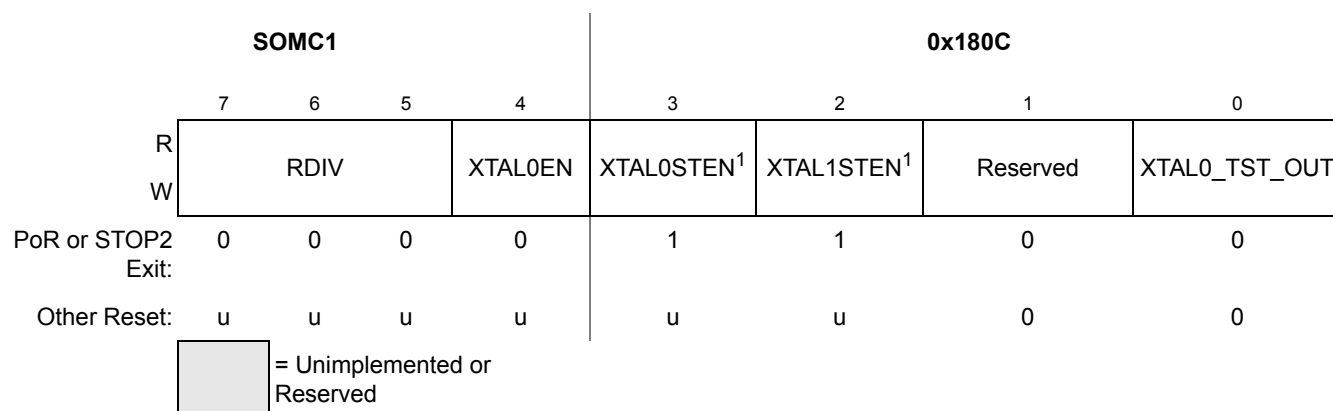 SOMC1 0x180C
7 6 5 4 3 2 1 0
R
W
RDIV XTAL0EN XTAL0STEN1 XTAL1STEN1 Reserved XTAL0_TST_OUT
PoR or STOP2 Exit: 0 0 0 0 1 1 0 0
Other Reset: u u u u u u 0 0
= Unimplemented or
Reserved